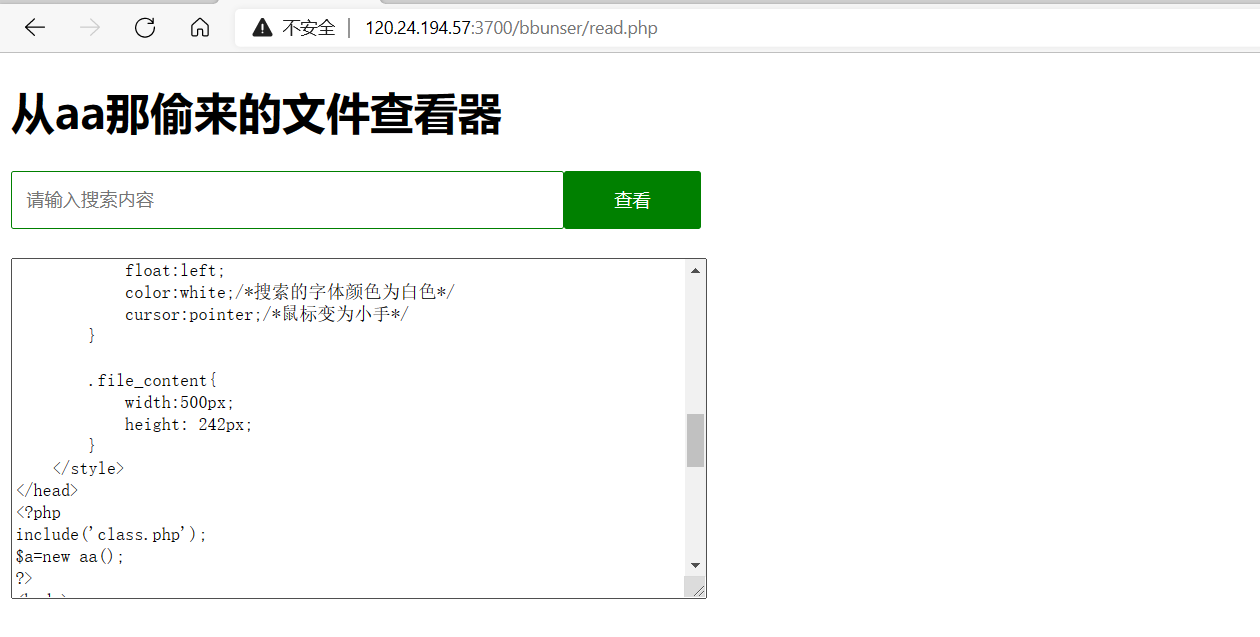 不安全 | 120.24.194.57:3700/bbunser/read.php
从aa那偷来的文件查看器
请输入搜索内容 查看
float:left;
color:white;/*搜索的字体颜色为白色*/
cursor:pointer;/*鼠标变为小手*/
}
.file_content{
width:500px;
height: 242px;
}
</style>
</head>
<?php
include('class.php');
$a=new aa();
?>